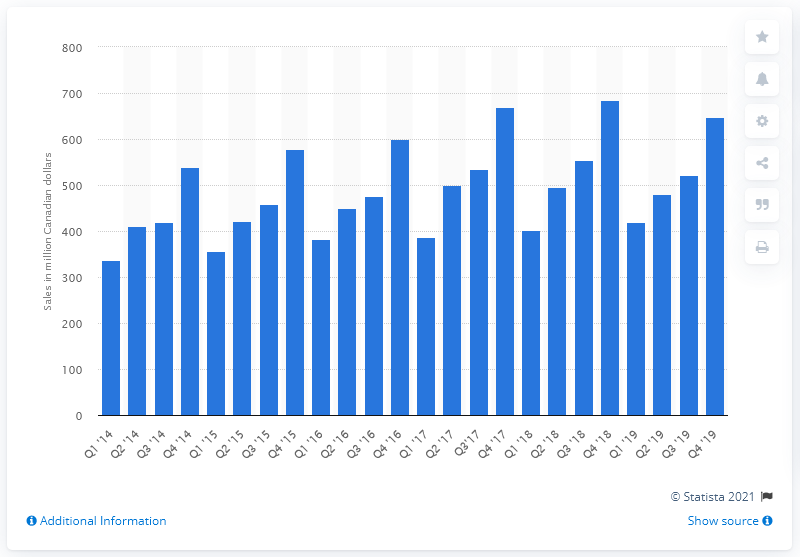 800
700
600
500
400
300
200
100
0
Sales in million Canadian dollars
Q1 '14
Q2 '14
Q3 '14
Q4 '14
Q1 '15
Q2 '15
Q3 '15
Q4 '15
Q1 '16
Q2 '16
Q3 '16
Q4 '16
Q1 '17
Q2 '17
Q3'17
Q4 '17
Q1 '18
Q2 '18
Q3 '18
Q4 '18
Q1 '19
Q2 '19
Q3 '19
Q4 '19
© Statista 2021
Additional Information
Show source